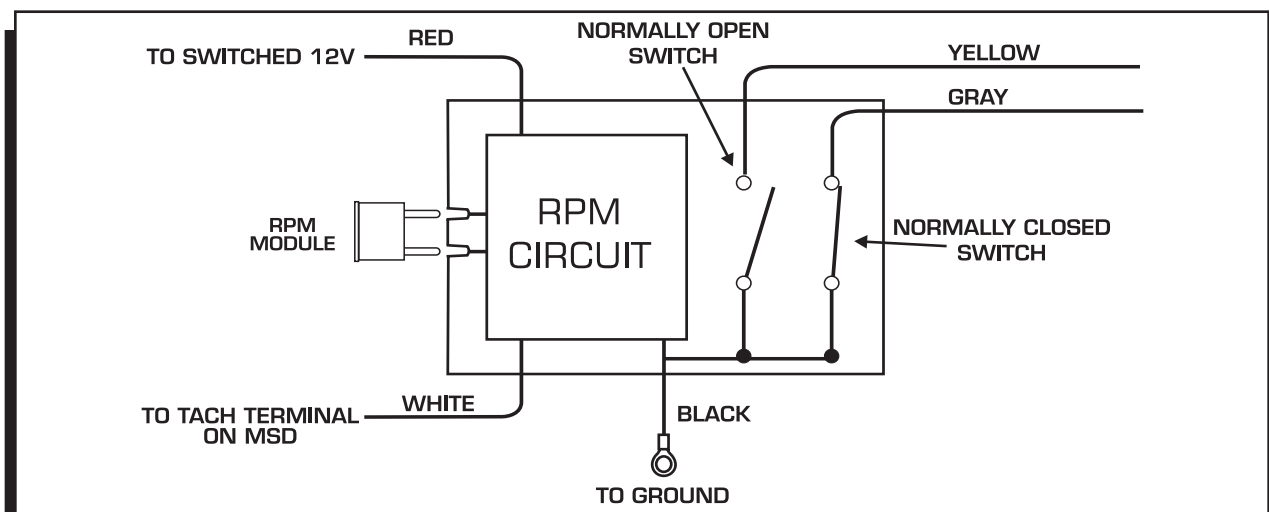 TO SWITCHED 12V
RED
NORMALLY OPEN
SWITCH
YELLOW
GRAY
RPM
MODULE
RPM
CIRCUIT
NORMALLY CLOSED
SWITCH
TO TACH TERMINAL
ON MSD
WHITE
BLACK
TO GROUND